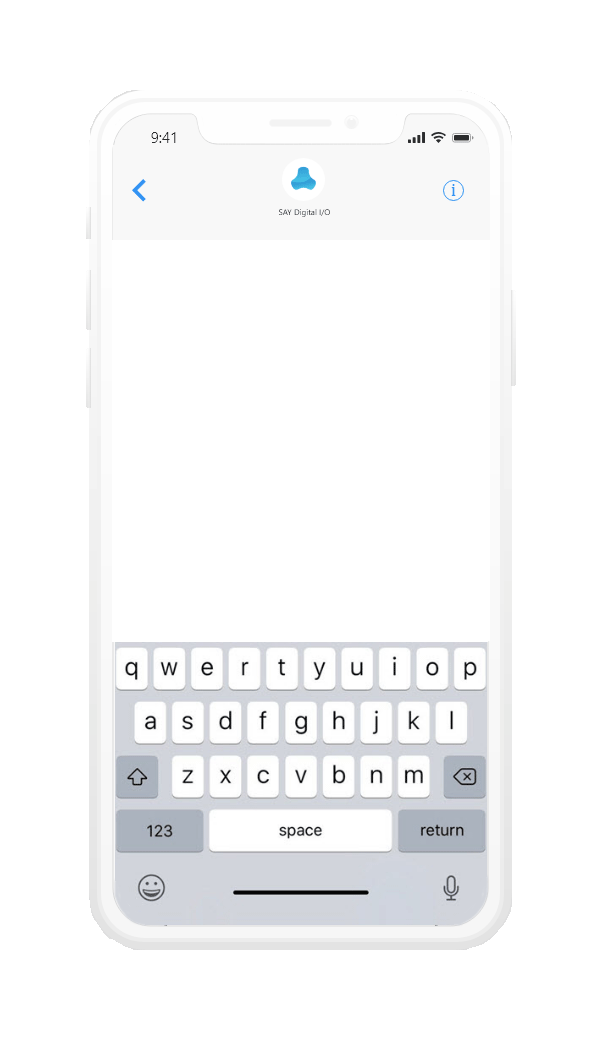 9:41
SAY Digital I/O
q w e r t y u i o p
a s d f g h j k l
z x c v b n m
123 space return